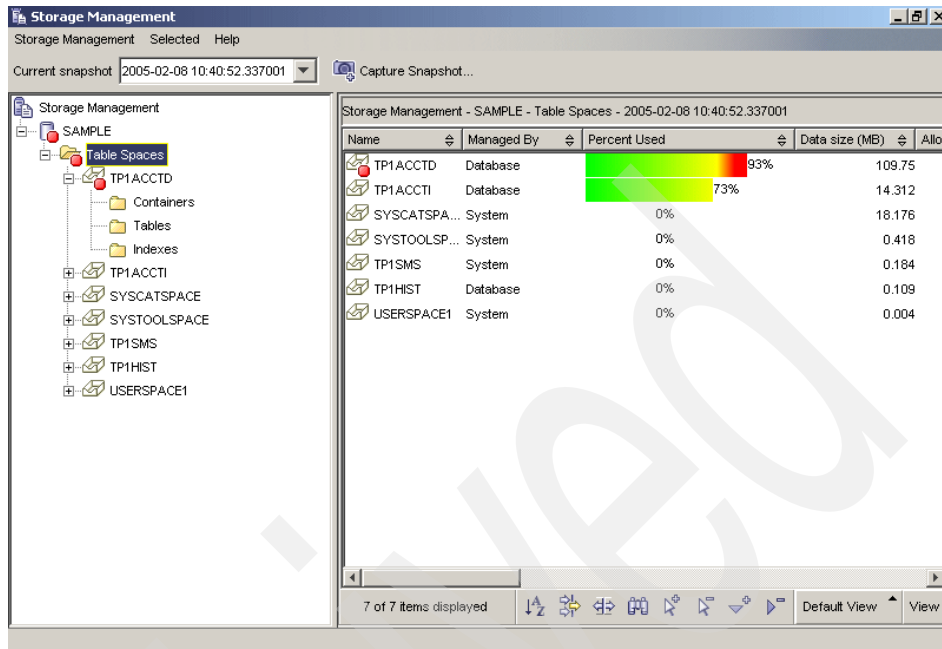 Storage Management
Storage Management Selected Help
Current snapshot 2005-02-08 10:40:52.337001 Capture Snapshot...
Storage Management
SAMPLE
Table Spaces
TP1ACCTD
Containers
Tables
Indexes
TP1ACCTI
SYSCATSPACE
SYSTOOLSPACE
TP1SMS
TP1HIST
USERSPACE1
Storage Management - SAMPLE - Table Spaces - 2005-02-08 10:40:52.337001
Name Managed By Percent Used Data size (MB) Allo
TP1ACCTD Database 93% 109.75
TP1ACCTI Database 73% 14.312
SYSCATSPA... System 0% 18.176
SYSTOOLSP... System 0% 0.418
TP1SMS System 0% 0.184
TP1HIST Database 0% 0.109
USERSPACE1 System 0% 0.004
7 of 7 items displayed Default View View